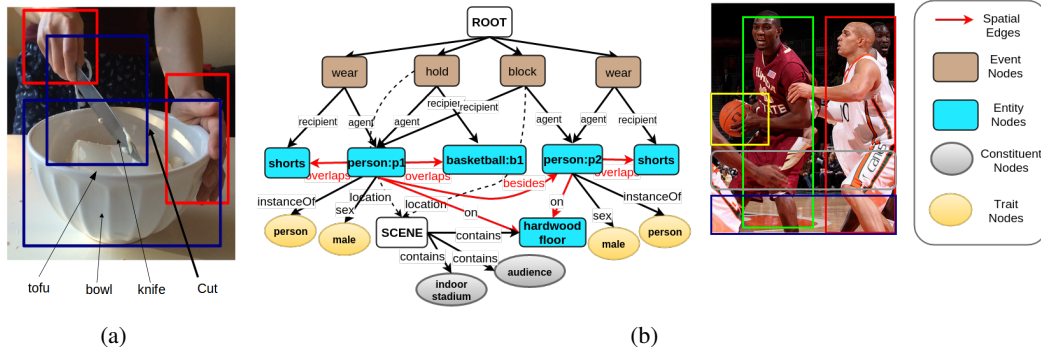 ROOT
wear
hold
block
wear
recipient
agent
agent
recipient
recipient
agent
agent
recipient
shorts
person:p1
basketball:b1
person:p2
shorts
overlaps
overlaps
overlaps
besides
instanceOf
sex
location
location
on
on
sex
instanceOf
person
male
SCENE
contains
hardwood
floor
male
person
contains
contains
audience
indoor
stadium
tofu
bowl
knife
Cut
Spatial
Edges
Event
Nodes
Entity
Nodes
Constituent
Nodes
Trait
Nodes
(a)
(b)